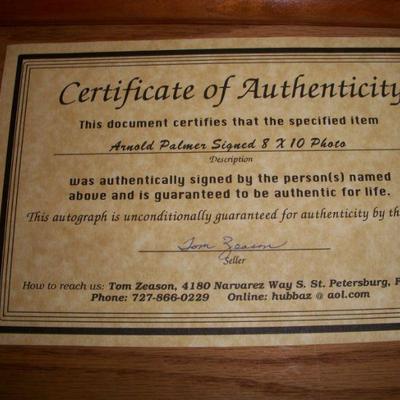 Certificate of Authenticity
This document certifies that the specified item
Arnold Palmer Signed 8 X 10 Photo
Description
was authentically signed by the person(s) named
above and is guaranteed to be authentic for life.
This autograph is unconditionally guaranteed for authenticity by th
Tom Zeason
Seller
How to reach us: Tom Zeason, 4180 Narvarez Way S. St. Petersburg, F
Phone: 727-866-0229 Online: hubbaz @ aol.com